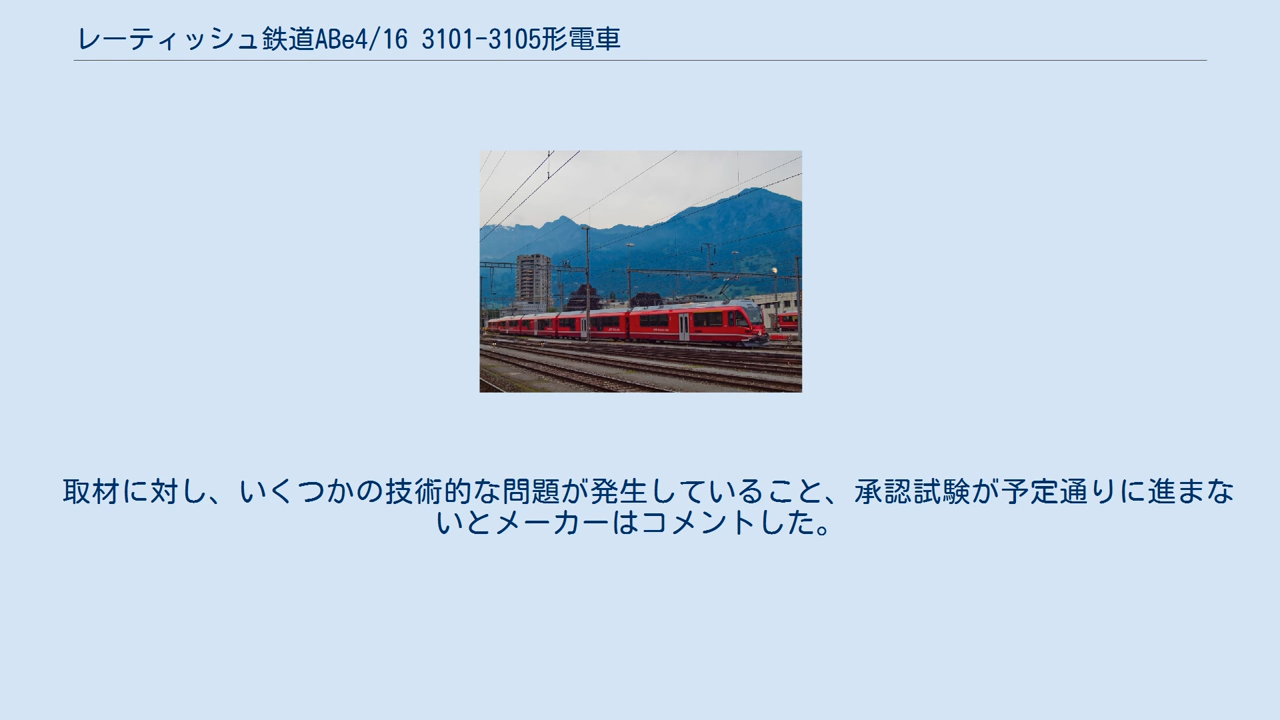 レーティッシュ鉄道ABe4/16 3101-3105形電車
取材に対し、いくつかの技術的な問題が発生していること、承認試験が予定通りに進まな
いとメーカーはコメントした。